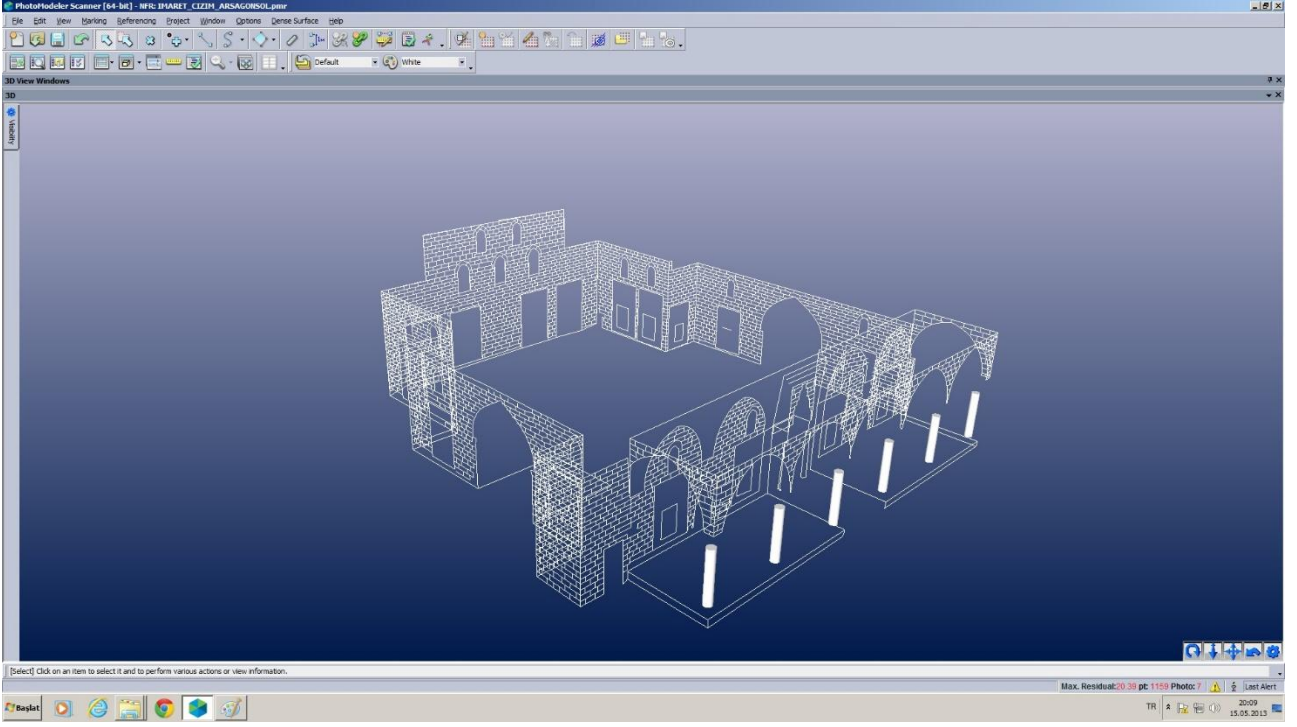 PhotoModeler Scanner [64-bit] - NFR: IMARET_CIZIM_ARSAGONSOL.pmr
File Edit View Marking Referencing Project Window Options Dense Surface Help
Default White
3D View Windows
3D
Visibility
[Select] Click on an item to select it and to perform various actions or view information.
Max. Residual:20.39 pt: 1159 Photo: 7 Last Alert
Başlat TR 20:09
15.05.2013